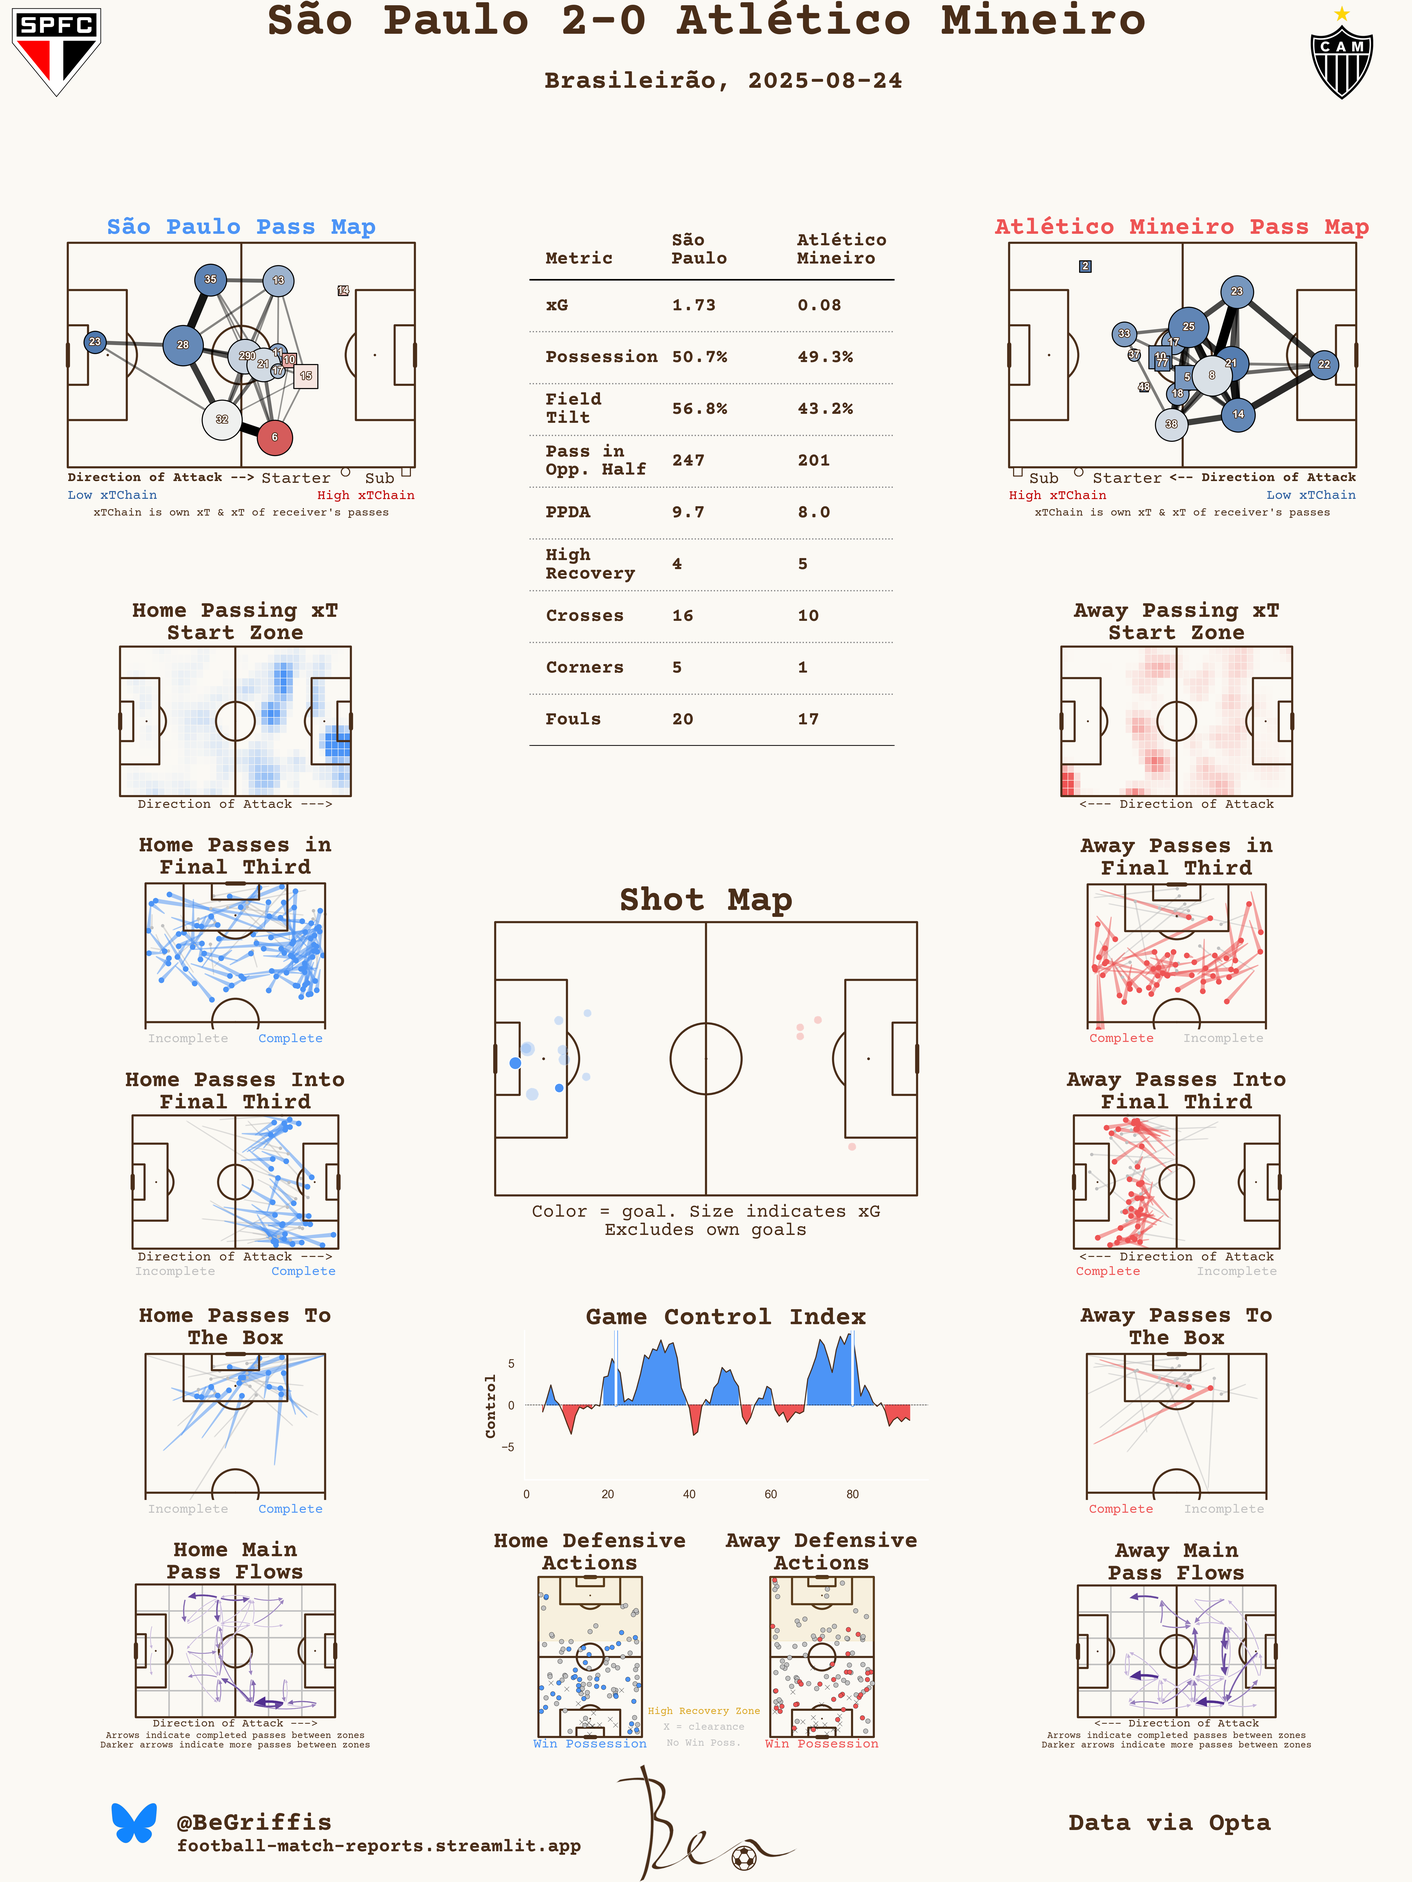 São Paulo 2-0 Atlético Mineiro
Brasileirão, 2025-08-24
SPFC
CAM
São Paulo Pass Map
35
13
14
23
28
290
11
10
21
17
15
32
6
Direction of Attack --> Starter Sub
Low xTChain High xTChain
xTChain is own xT & xT of receiver's passes
Metric São Paulo Atlético Mineiro
xG 1.73 0.08
Possession 50.7% 49.3%
Field Tilt 56.8% 43.2%
Pass in Opp. Half 247 201
PPDA 9.7 8.0
High Recovery 4 5
Crosses 16 10
Corners 5 1
Fouls 20 17
Atlético Mineiro Pass Map
2
23
33
25
17
37
10
77
21
22
5
8
48
18
14
38
Sub Starter <-- Direction of Attack
High xTChain Low xTChain
xTChain is own xT & xT of receiver's passes
Home Passing xT
Start Zone
Direction of Attack --->
Away Passing xT
Start Zone
<--- Direction of Attack
Home Passes in
Final Third
Incomplete Complete
Away Passes in
Final Third
Complete Incomplete
Shot Map
Color = goal. Size indicates xG
Excludes own goals
Home Passes Into
Final Third
Direction of Attack --->
Incomplete Complete
Away Passes Into
Final Third
<--- Direction of Attack
Complete Incomplete
Home Passes To
The Box
Incomplete Complete
Game Control Index
Control
5
0
−5
0 20 40 60 80
Away Passes To
The Box
Complete Incomplete
Home Main
Pass Flows
Direction of Attack --->
Arrows indicate completed passes between zones
Darker arrows indicate more passes between zones
Home Defensive
Actions
Win Possession
High Recovery Zone
X = clearance
No Win Poss.
Away Defensive
Actions
Win Possession
Away Main
Pass Flows
<--- Direction of Attack
Arrows indicate completed passes between zones
Darker arrows indicate more passes between zones
@BeGriffis
football-match-reports.streamlit.app
Ben
Data via Opta